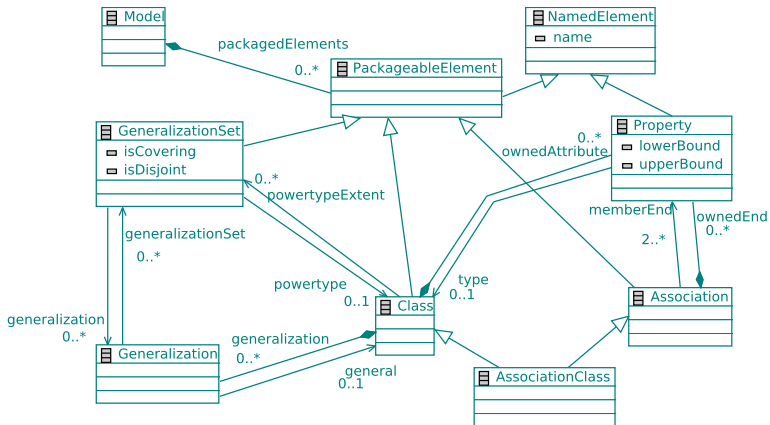 Model
NamedElement
name
packagedElements
0..*
PackageableElement
GeneralizationSet
isCovering
isDisjoint
Property
lowerBound
upperBound
0..*
ownedAttribute
0..*
powertypeExtent
memberEnd
2..*
ownedEnd
0..*
generalizationSet
0..*
powertype
0..1
type
0..1
Class
Association
generalization
0..*
generalization
0..*
Generalization
general
0..1
AssociationClass